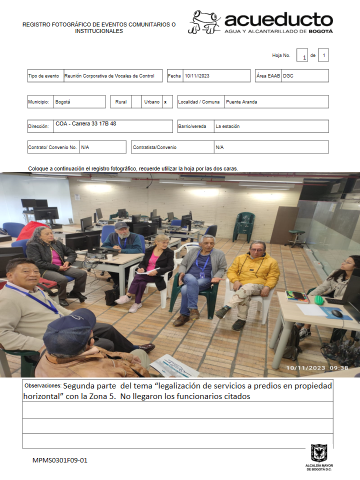 REGISTRO FOTOGRÁFICO DE EVENTOS COMUNITARIOS O
INSTITUCIONALES
acueducto
AGUA Y ALCANTARILLADO DE BOGOTÁ
Hoja No. 1 de 1
Tipo de evento Reunión Corporativa de Vocales de Control Fecha 10/11/2023 Área EAAB DGC
Municipio: Bogotá Rural Urbano x Localidad / Comuna Puente Aranda
Dirección: COA - Carrera 33 17B 48 Barrio/vereda La estación
Contrato/ Convenio No. N/A Contratista/Convenio N/A
Coloque a continuación el registro fotográfico, recuerde utilizar la hoja por las dos caras.
10/11/2023 09:38
Observaciones: Segunda parte del tema “legalización de servicios a predios en propiedad
horizontal” con la Zona 5. No llegaron los funcionarios citados
MPMS0301F09-01
ALCALDÍA MAYOR
DE BOGOTÁ D.C.